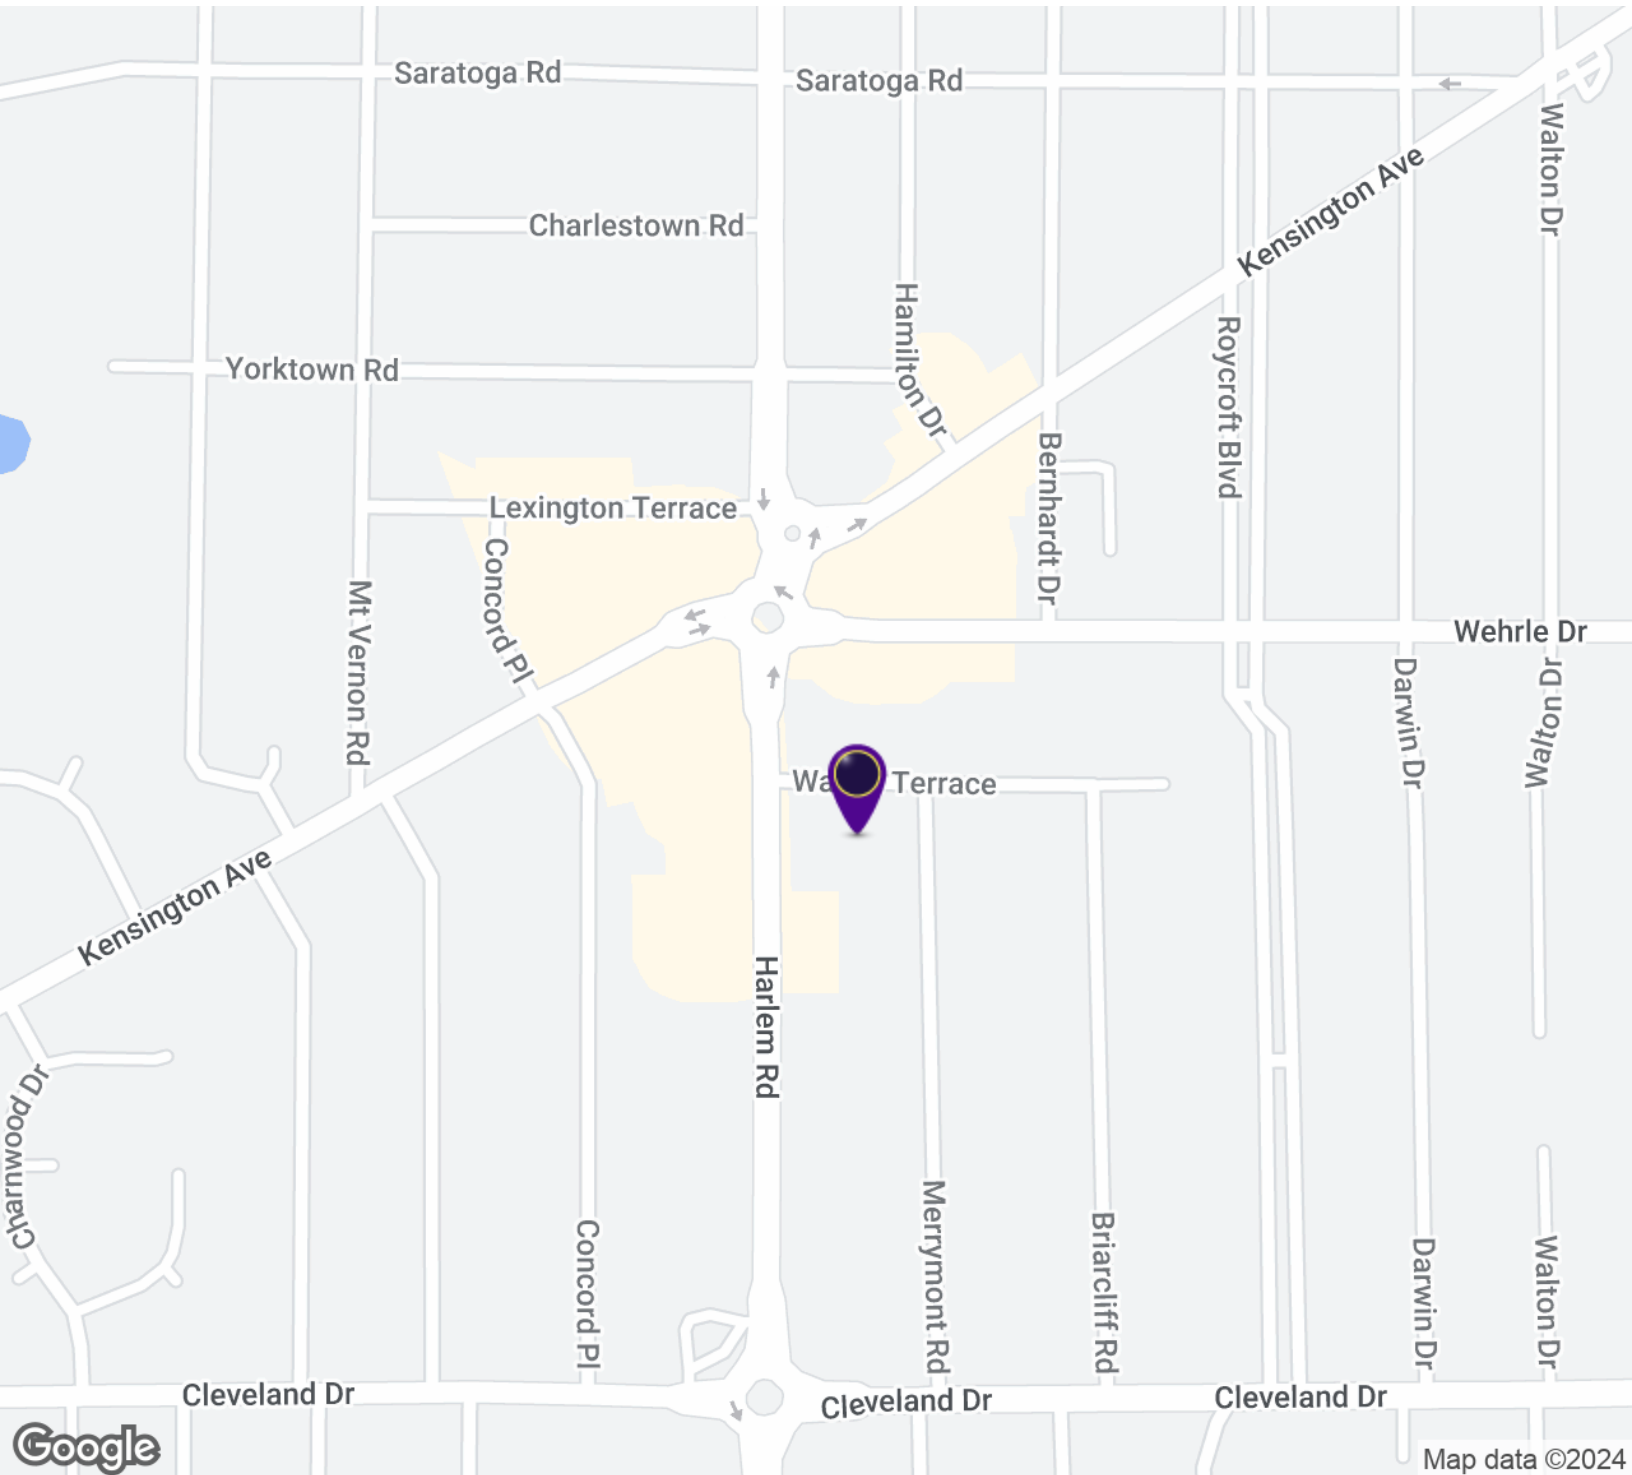 Saratoga Rd
Saratoga Rd
Walton Dr
Kensington Ave
Charlestown Rd
Hamilton Dr
Roycroft Blvd
Yorktown Rd
Bernhardt Dr
Lexington Terrace
Concord Pl
Mt Vernon Rd
Wehrle Dr
Walton Dr
Darwin Dr
Terrace
Kensington Ave
Harlem Rd
Charnwood Dr
Merrymont Rd
Briarcliff Rd
Concord Pl
Darwin Dr
Walton Dr
Cleveland Dr
Cleveland Dr
Cleveland Dr
Google
Map data ©2024